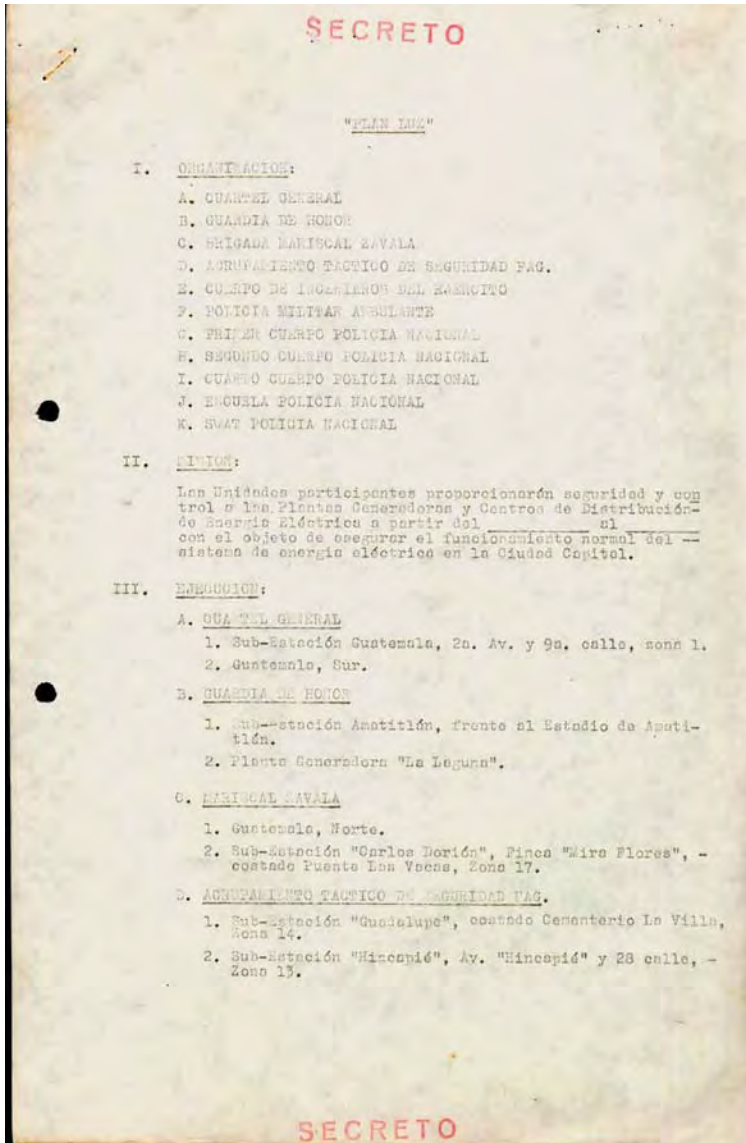 SECRETO
"PLAN LUZ"
I. ORGANIZACION:
A. CUARTEL GENERAL
B. GUARDIA DE HONOR
C. BRIGADA MARISCAL ZAVALA
D. AGRUPAMIENTO TACTICO DE SEGURIDAD FAG.
E. CUERPO DE INGENIEROS DEL EJERCITO
F. POLICIA MILITAR AMBULANTE
G. PRIMER CUERPO POLICIA NACIONAL
H. SEGUNDO CUERPO POLICIA NACIONAL
I. CUARTO CUERPO POLICIA NACIONAL
J. ESCUELA POLICIA NACIONAL
K. SWAT POLICIA NACIONAL
II. MISION:
Las Unidades participantes proporcionarán seguridad y con
trol a las Plantas Generadoras y Centros de Distribución-
de Energía Eléctrica a partir del __________ al ________
con el objeto de asegurar el funcionamiento normal del --
sistema de energía eléctrica en la Ciudad Capital.
III. EJECUCION:
A. CUARTEL GENERAL
1. Sub-Estación Guatemala, 2a. Av. y 9a. calle, zona 1.
2. Guatemala, Sur.
B. GUARDIA DE HONOR
1. Sub-Estación Amatitlán, frente al Estadio de Amati-
tlán.
2. Planta Generadora "La Laguna".
C. MARISCAL ZAVALA
1. Guatemala, Norte.
2. Sub-Estación "Carlos Dorión", Finca "Mira Flores", -
costado Puente Las Vacas, Zona 17.
D. AGRUPAMIENTO TACTICO DE SEGURIDAD FAG.
1. Sub-Estación "Guadalupe", costado Cementerio La Villa,
Zona 14.
2. Sub-Estación "Hincapié", Av. "Hincapié" y 28 calle, -
Zona 13.
SECRETO